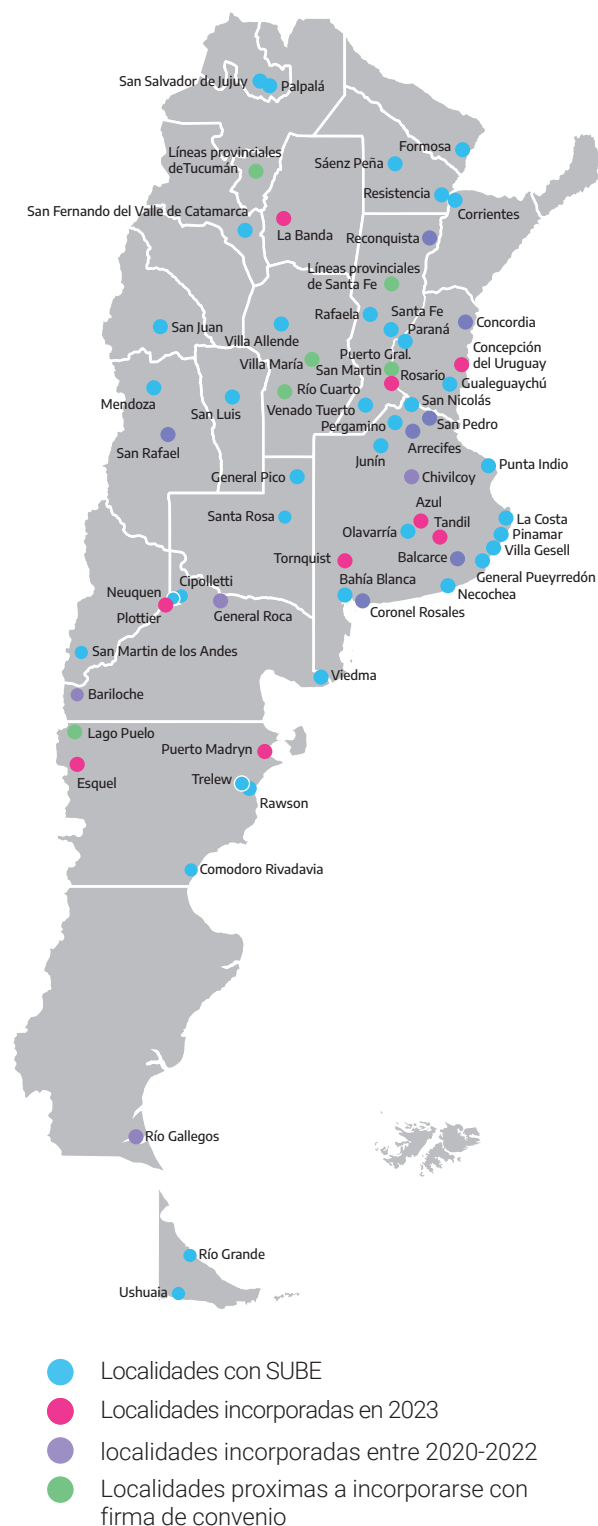 San Salvador de Jujuy
Palpalá
Formosa
Líneas provinciales
deTucumán
Sáenz Peña
Resistencia
Corrientes
San Fernando del Valle de Catamarca
La Banda
Reconquista
Líneas provinciales
de Santa Fe
Rafaela
Santa Fe
Concordia
San Juan
Villa Allende
Paraná
Concepción
del Uruguay
Villa María
Puerto Gral.
San Martin
Rosario
Gualeguaychú
Mendoza
San Luis
Río Cuarto
Venado Tuerto
San Nicolás
San Pedro
Pergamino
Arrecifes
San Rafael
Junín
Punta Indio
General Pico
Chivilcoy
Azul
Santa Rosa
Tandil
La Costa
Olavarría
Pinamar
Villa Gesell
Tornquist
Balcarce
General Pueyrredón
Cipolletti
Bahía Blanca
Necochea
Neuquen
Plottier
General Roca
Coronel Rosales
San Martin de los Andes
Viedma
Bariloche
Lago Puelo
Puerto Madryn
Esquel
Trelew
Rawson
Comodoro Rivadavia
Río Gallegos
Río Grande
Ushuaia
Localidades con SUBE
Localidades incorporadas en 2023
localidades incorporadas entre 2020-2022
Localidades proximas a incorporarse con
firma de convenio